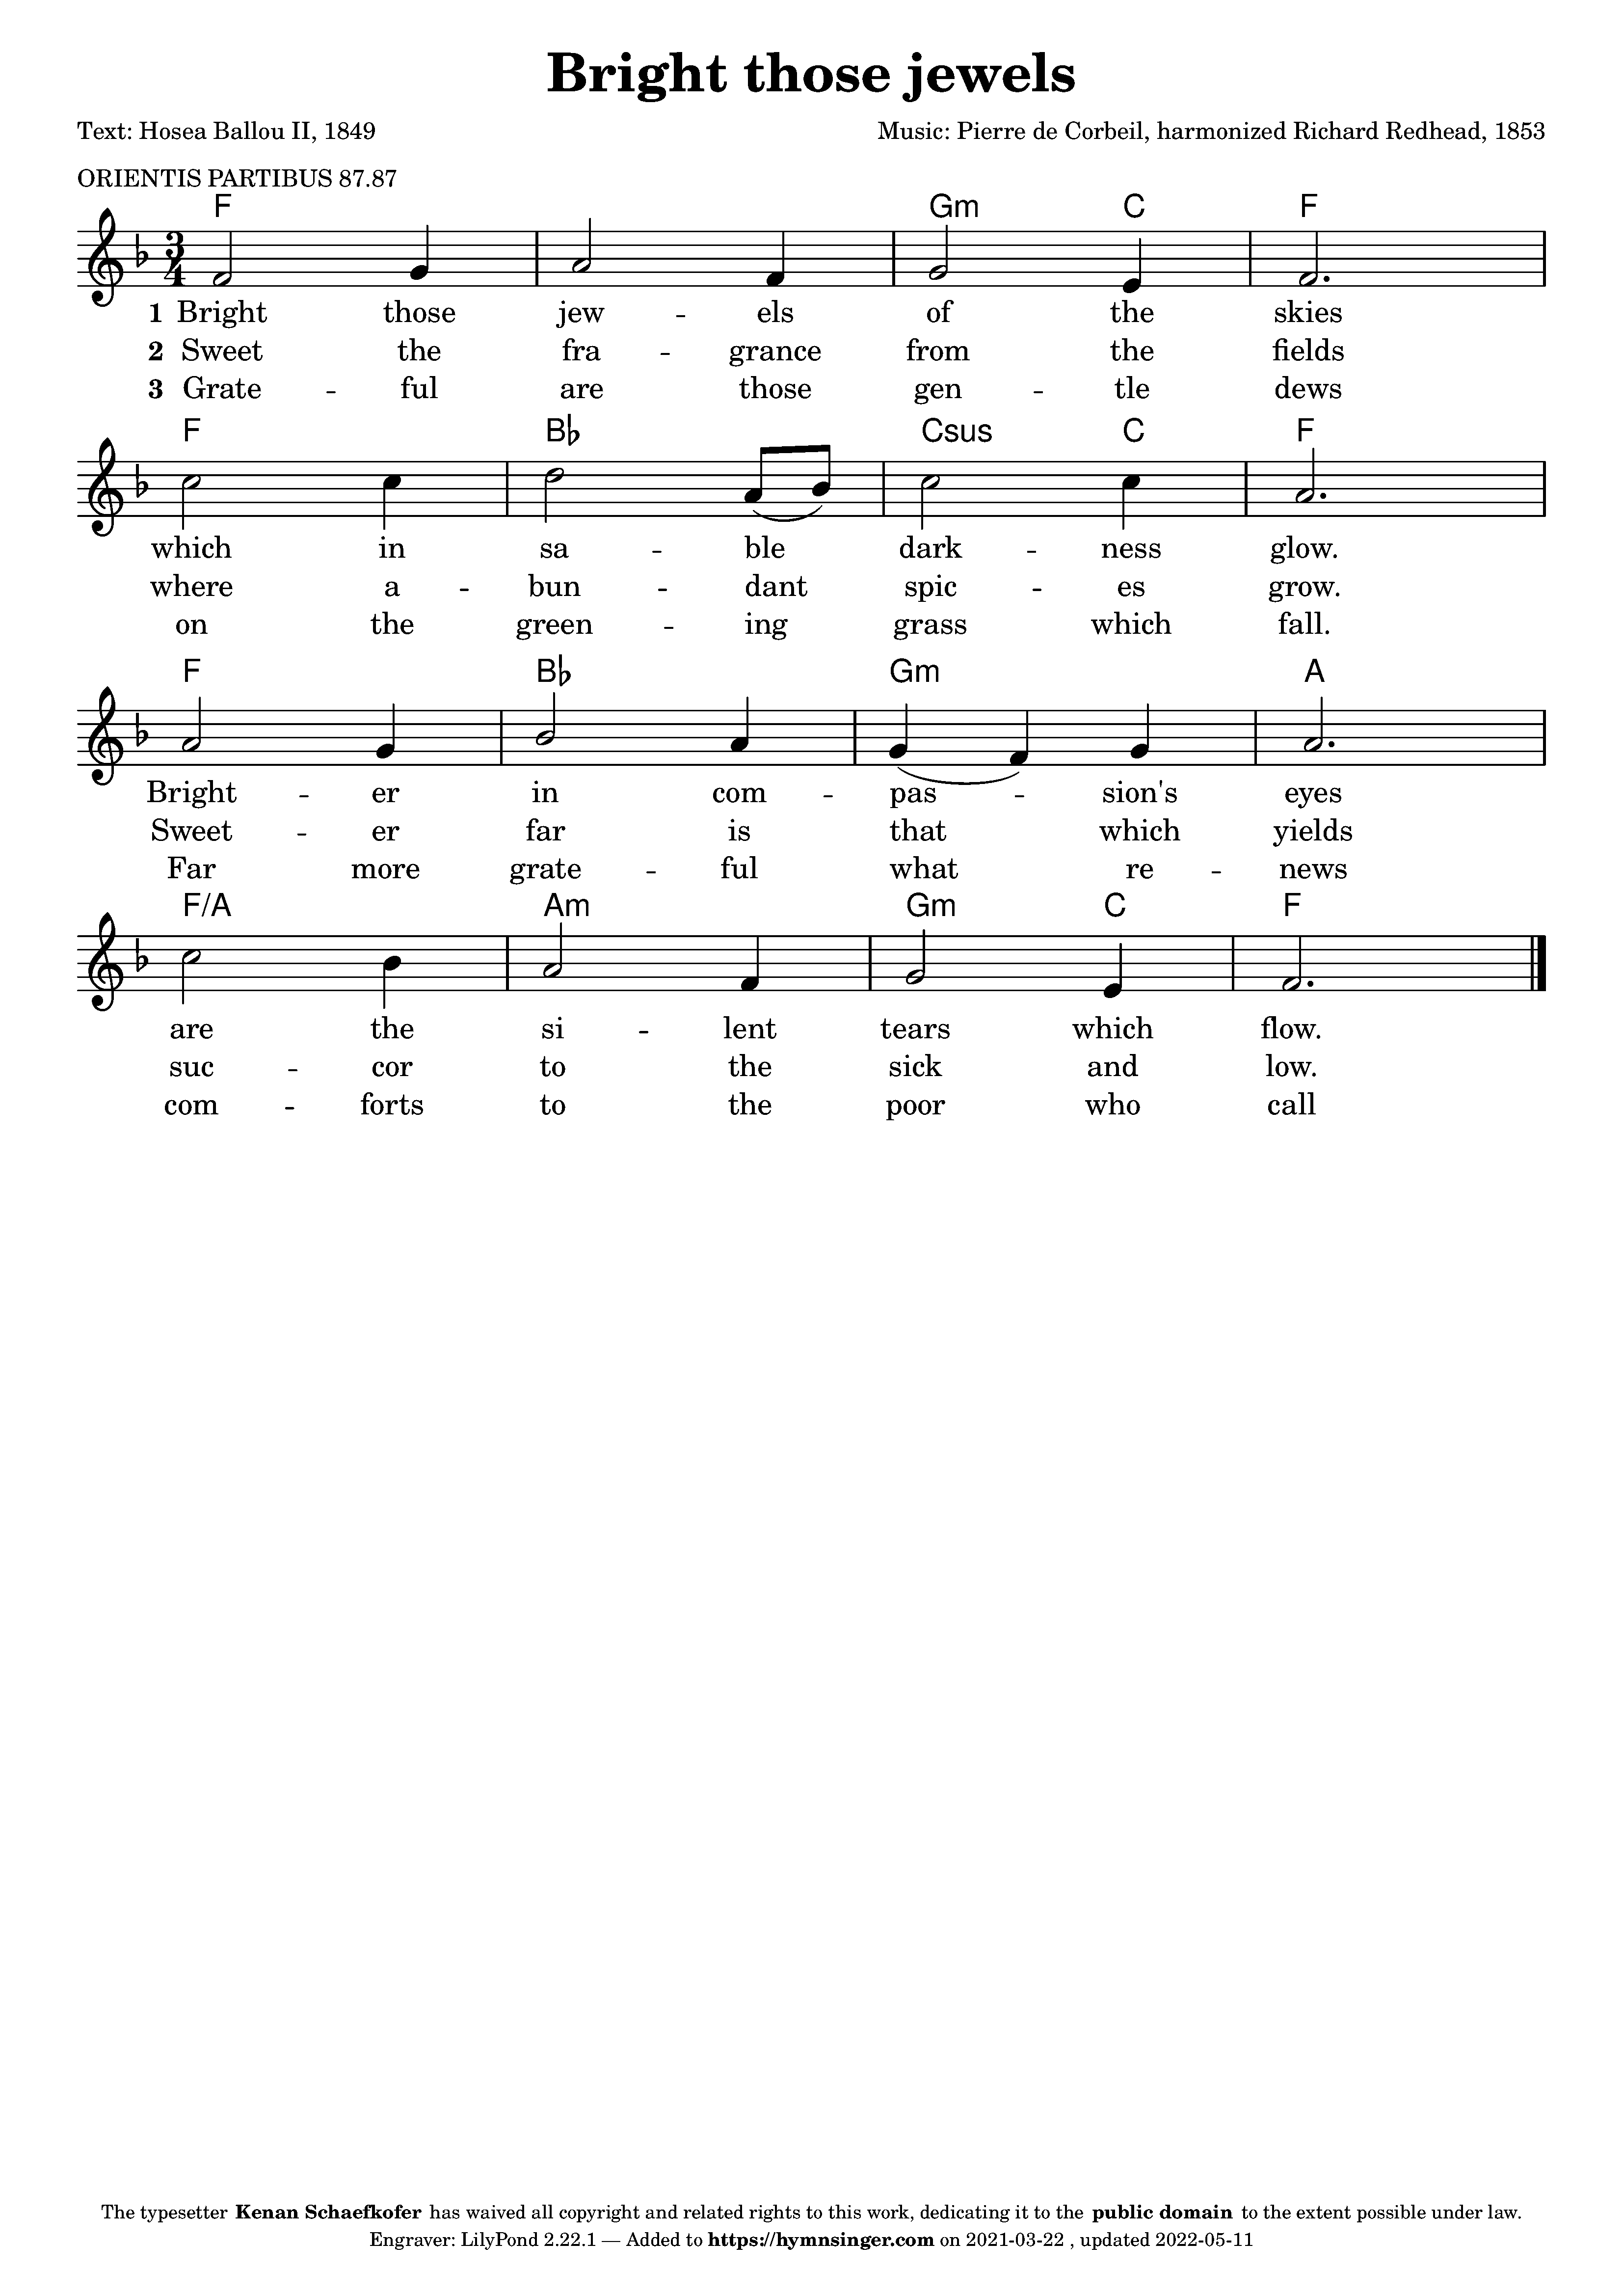 Bright those jewels
Text: Hosea Ballou II, 1849
Music: Pierre de Corbeil, harmonized Richard Redhead, 1853
ORIENTIS PARTIBUS 87.87
F Gm C F
3
4
1 Bright those jew -- els of the skies
2 Sweet the fra -- grance from the fields
3 Grate -- ful are those gen -- tle dews
F B♭ Csus C F
which in sa -- ble dark -- ness glow.
where a -- bun -- dant spic -- es grow.
on the green -- ing grass which fall.
F B♭ Gm A
Bright -- er in com -- pas -- sion's eyes
Sweet -- er far is that which yields
Far more grate -- ful what re -- news
F/A Am Gm C F
are the si -- lent tears which flow.
suc -- cor to the sick and low.
com -- forts to the poor who call
The typesetter Kenan Schaefkofer has waived all copyright and related rights to this work, dedicating it to the public domain to the extent possible under law.
Engraver: LilyPond 2.22.1 — Added to https://hymnsinger.com on 2021-03-22 , updated 2022-05-11